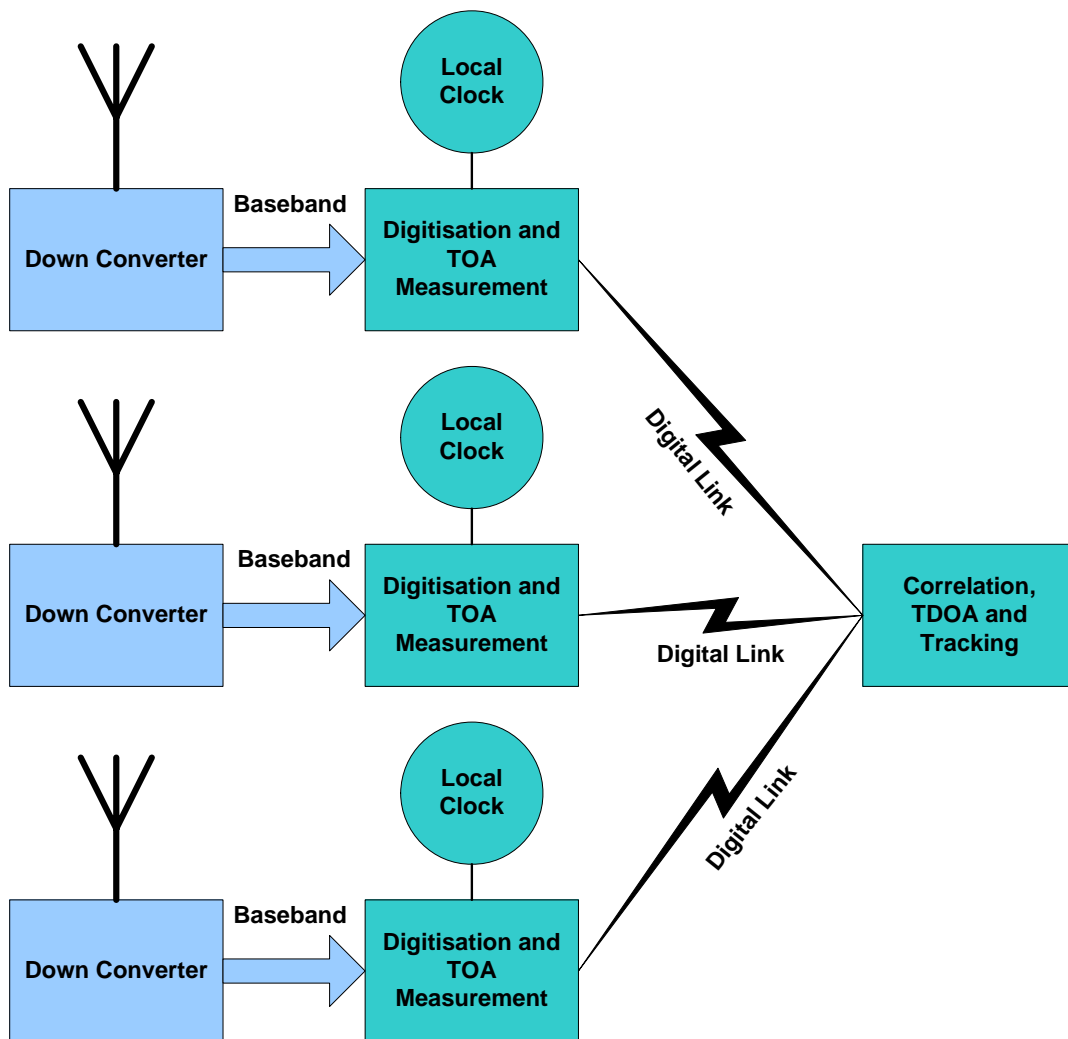 Local
Clock
Baseband
Down Converter
Digitisation and
TOA
Measurement
Digital Link
Local
Clock
Baseband
Down Converter
Digitisation and
TOA
Measurement
Digital Link
Correlation,
TDOA and
Tracking
Local
Clock
Digital Link
Baseband
Down Converter
Digitisation and
TOA
Measurement